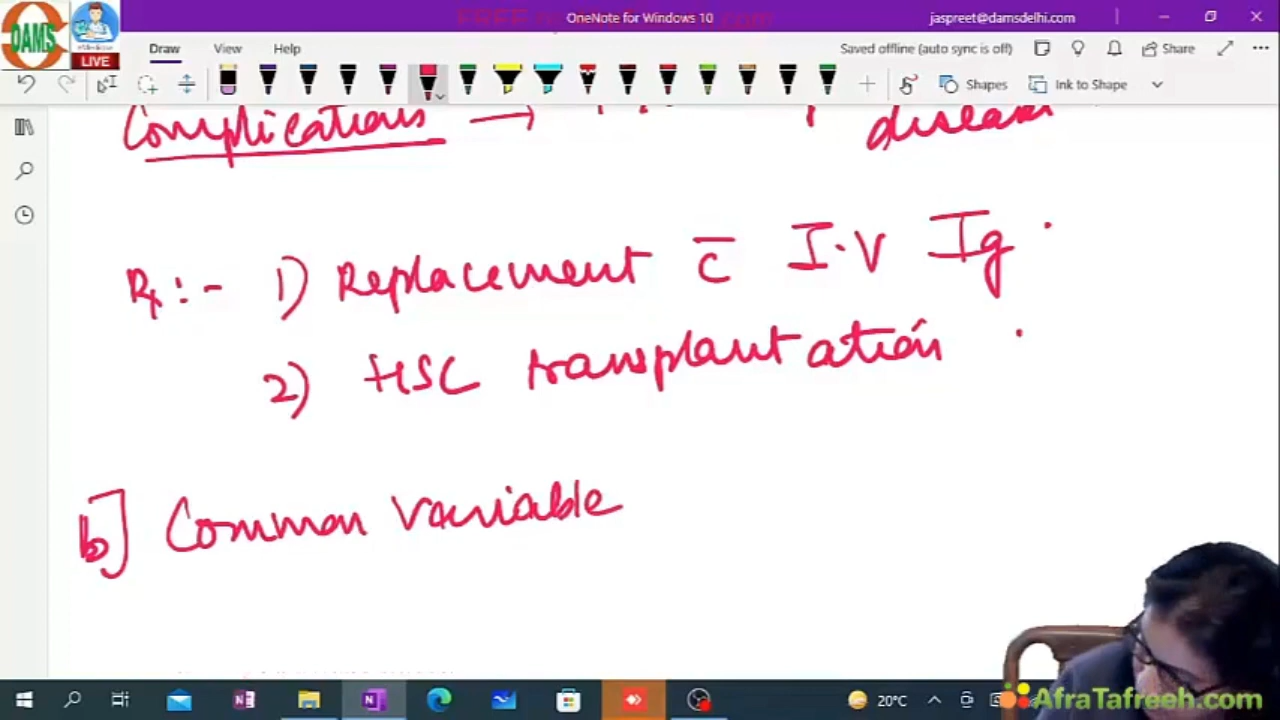 OneNote for Windows 10
jaspreet@damsdelhi.com
DAMS
eMedicoz
LIVE
Draw View Help
Saved offline (auto sync is off)
Share
Shapes
Ink to Shape
Complications →
disease
Rx:- 1) Replacement c̄ I.V Ig.
2) HSC transplantation.
b] Common variable
20°C
AfraTafreeh.com